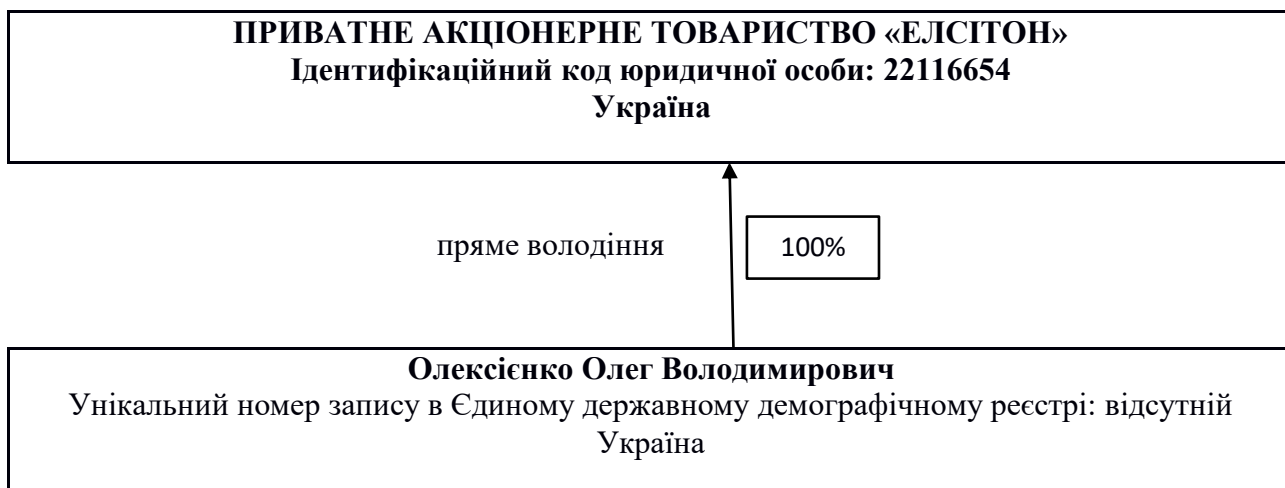 ПРИВАТНЕ АКЦІОНЕРНЕ ТОВАРИСТВО «ЕЛСІТОН»
Ідентифікаційний код юридичної особи: 22116654
Україна
пряме володіння
100%
Олексієнко Олег Володимирович
Унікальний номер запису в Єдиному державному демографічному реєстрі: відсутній
Україна